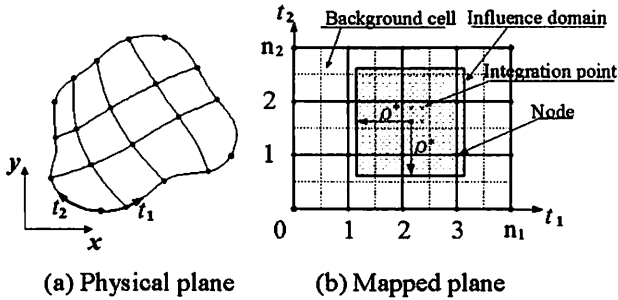 t₂
Background cell
Influence domain
n₂
Integration point
2
ρ*
Node
1
ρ*
y
t₂
t₁
x
0
1
2
3
n₁
t₁
(a) Physical plane
(b) Mapped plane